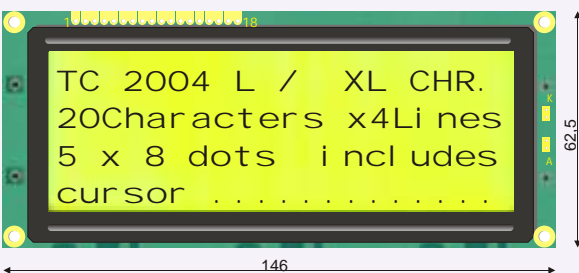 1 18
TC 2004 L / XL CHR.
20Characters x4Lines
5 x 8 dots includes
cursor .............
K
A
62,5
146